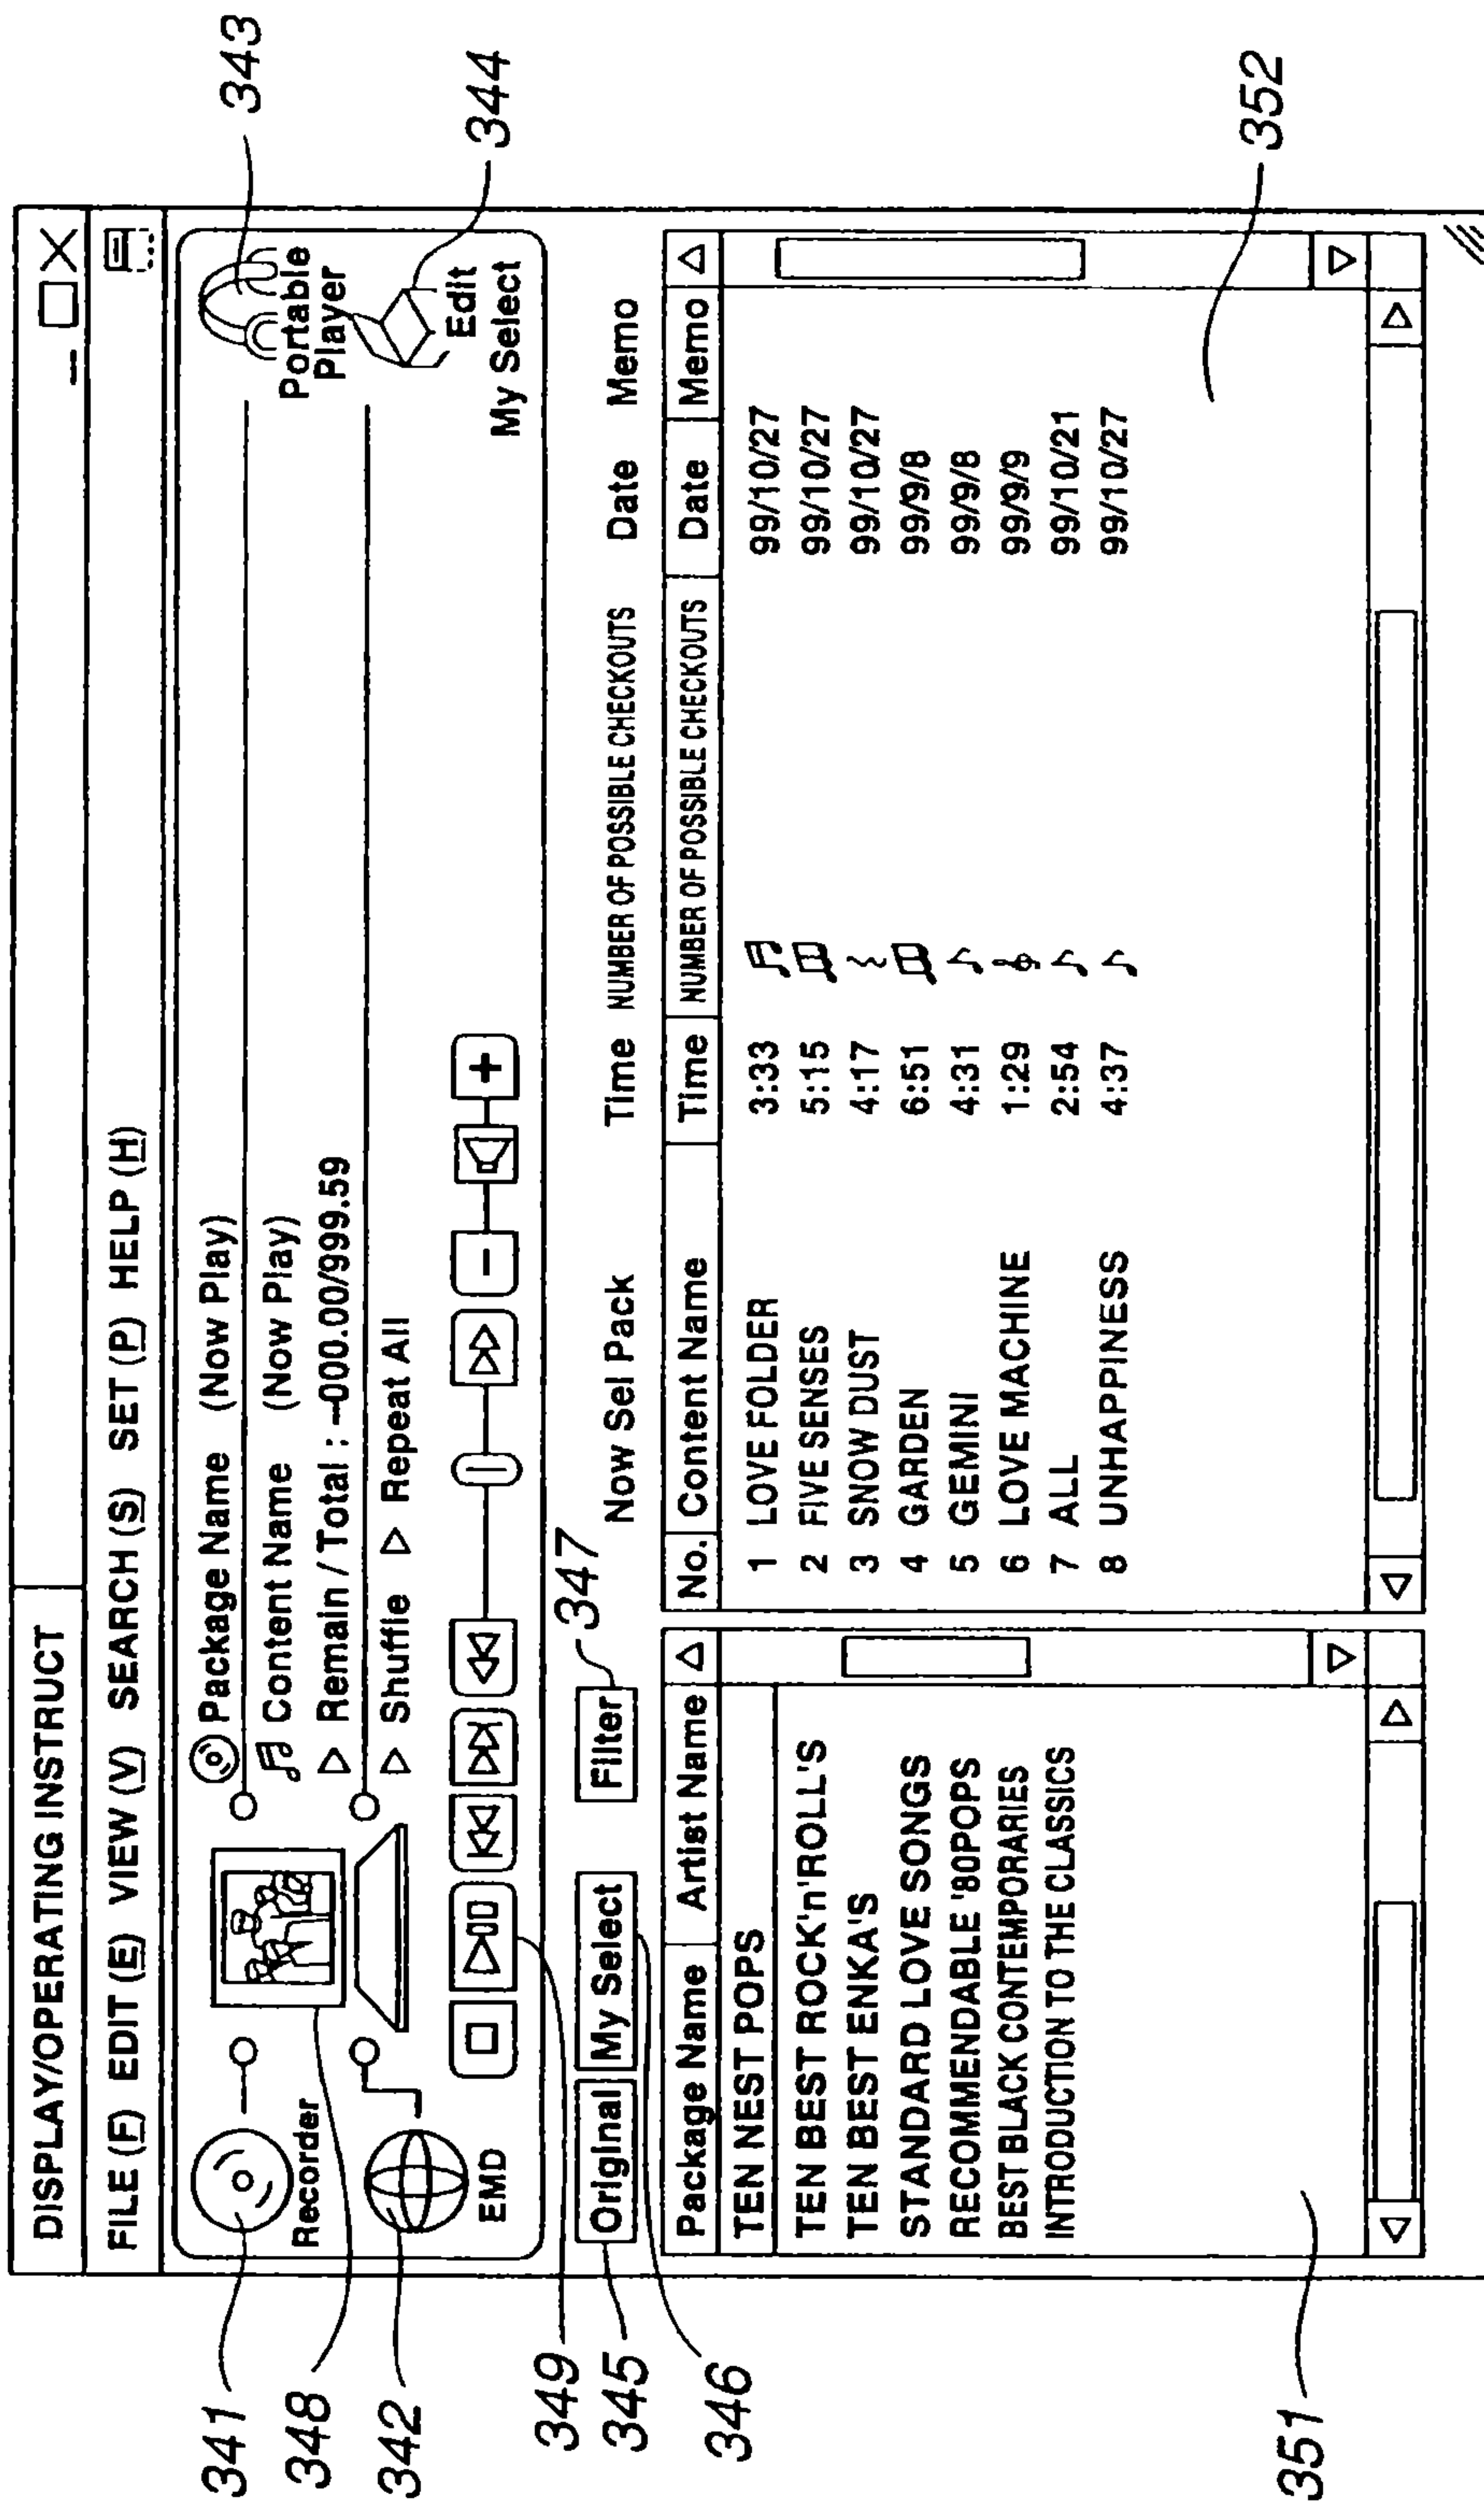 DISPLAY/OPERATING INSTRUCT
FILE (F) EDIT (E) VIEW (V) SEARCH (S) SET (P) HELP (H)
341
348
342
343
344
Recorder
EMD
Package Name (Now Play)
Content Name (Now Play)
Remain / Total : -000.00/999.59
Shuffle Repeat All
Portable
Player
Edit
My Select
349
345
346
347
Original My Select Filter
Now Sel Pack Time NUMBER OF POSSIBLE CHECKOUTS Date Memo
Package Name Artist Name
TEN NEST POPS
TEN BEST ROCK'n'ROLL'S
TEN BEST ENKA'S
STANDARD LOVE SONGS
RECOMMENDABLE '80POPS
BEST BLACK CONTEMPORARIES
INTRODUCTION TO THE CLASSICS
No. Content Name Time NUMBER OF POSSIBLE CHECKOUTS Date Memo
1 LOVE FOLDER 3:33 99/10/27
2 FIVE SENSES 5:15 99/10/27
3 SNOW DUST 4:17 99/10/27
4 GARDEN 6:51 99/9/8
5 GEMINI 4:31 99/9/8
6 LOVE MACHINE 1:29 99/9/9
7 ALL 2:54 99/10/21
8 UNHAPPINESS 4:37 99/10/27
351
352